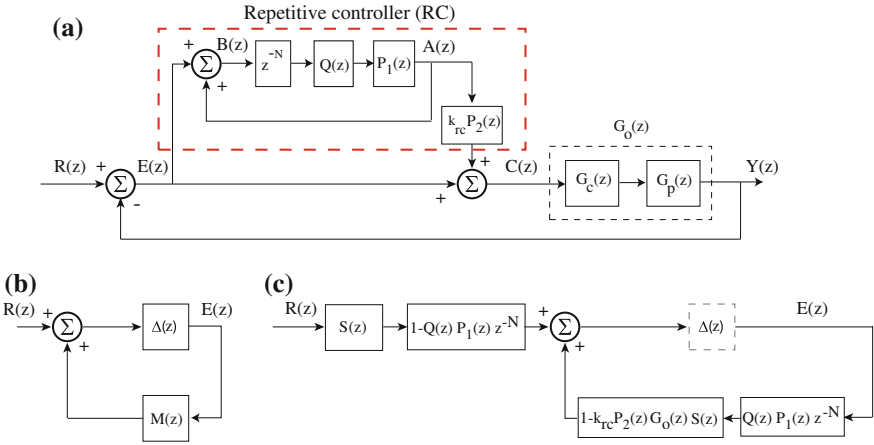 Repetitive controller (RC)
(a)
+ B(z) A(z)
Σ z^-N Q(z) P_1(z)
+
k_rc P_2(z)
G_o(z)
R(z) + E(z) + C(z) Y(z)
Σ Σ G_c(z) G_p(z)
- +
(b)
R(z) + E(z)
Σ Δ(z)
+
M(z)
(c)
R(z) + E(z)
S(z) 1-Q(z) P_1(z) z^-N Σ Δ(z)
+
1-k_rc P_2(z) G_o(z) S(z) Q(z) P_1(z) z^-N